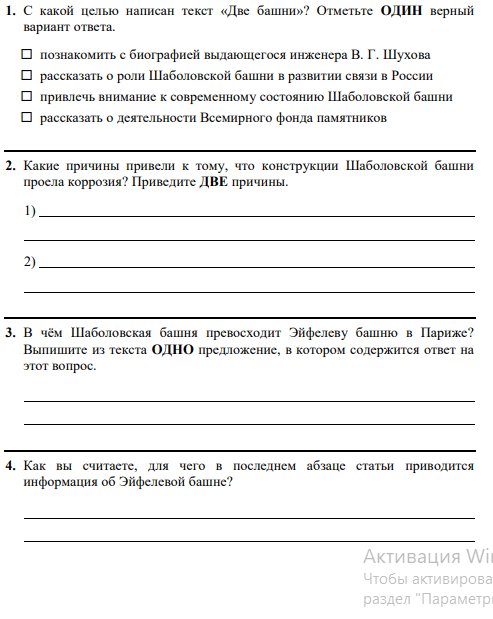 1. С какой целью написан текст «Две башни»? Отметьте ОДИН верный
вариант ответа.
познакомить с биографией выдающегося инженера В. Г. Шухова
рассказать о роли Шаболовской башни в развитии связи в России
привлечь внимание к современному состоянию Шаболовской башни
рассказать о деятельности Всемирного фонда памятников
2. Какие причины привели к тому, что конструкции Шаболовской башни
проела коррозия? Приведите ДВЕ причины.
1)
2)
3. В чём Шаболовская башня превосходит Эйфелеву башню в Париже?
Выпишите из текста ОДНО предложение, в котором содержится ответ на
этот вопрос.
4. Как вы считаете, для чего в последнем абзаце статьи приводится
информация об Эйфелевой башне?
Активация Win
Чтобы активирова
раздел "Параметр